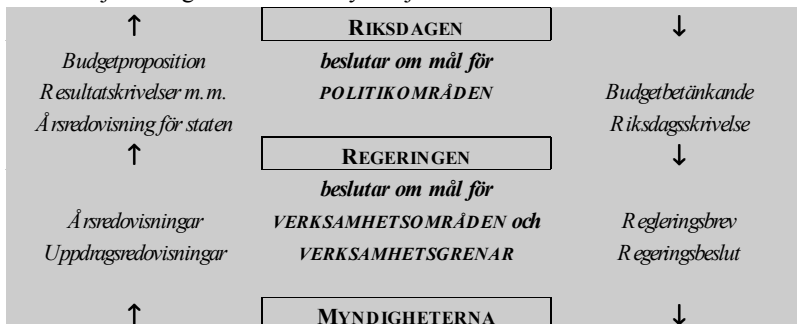 ↑ RIKSDAGEN ↓
Budgetproposition beslutar om mål för
Resultatskrivelser m.m. POLITIKOMRÅDEN Budgetbetänkande
Årsredovisning för staten Riksdagsskrivelse
↑ REGERINGEN ↓
beslutar om mål för
Årsredovisningar VERKSAMHETSOMRÅDEN och Regleringsbrev
Uppdragsredovisningar VERKSAMHETSGRENAR Regeringsbeslut
↑ MYNDIGHETERNA ↓